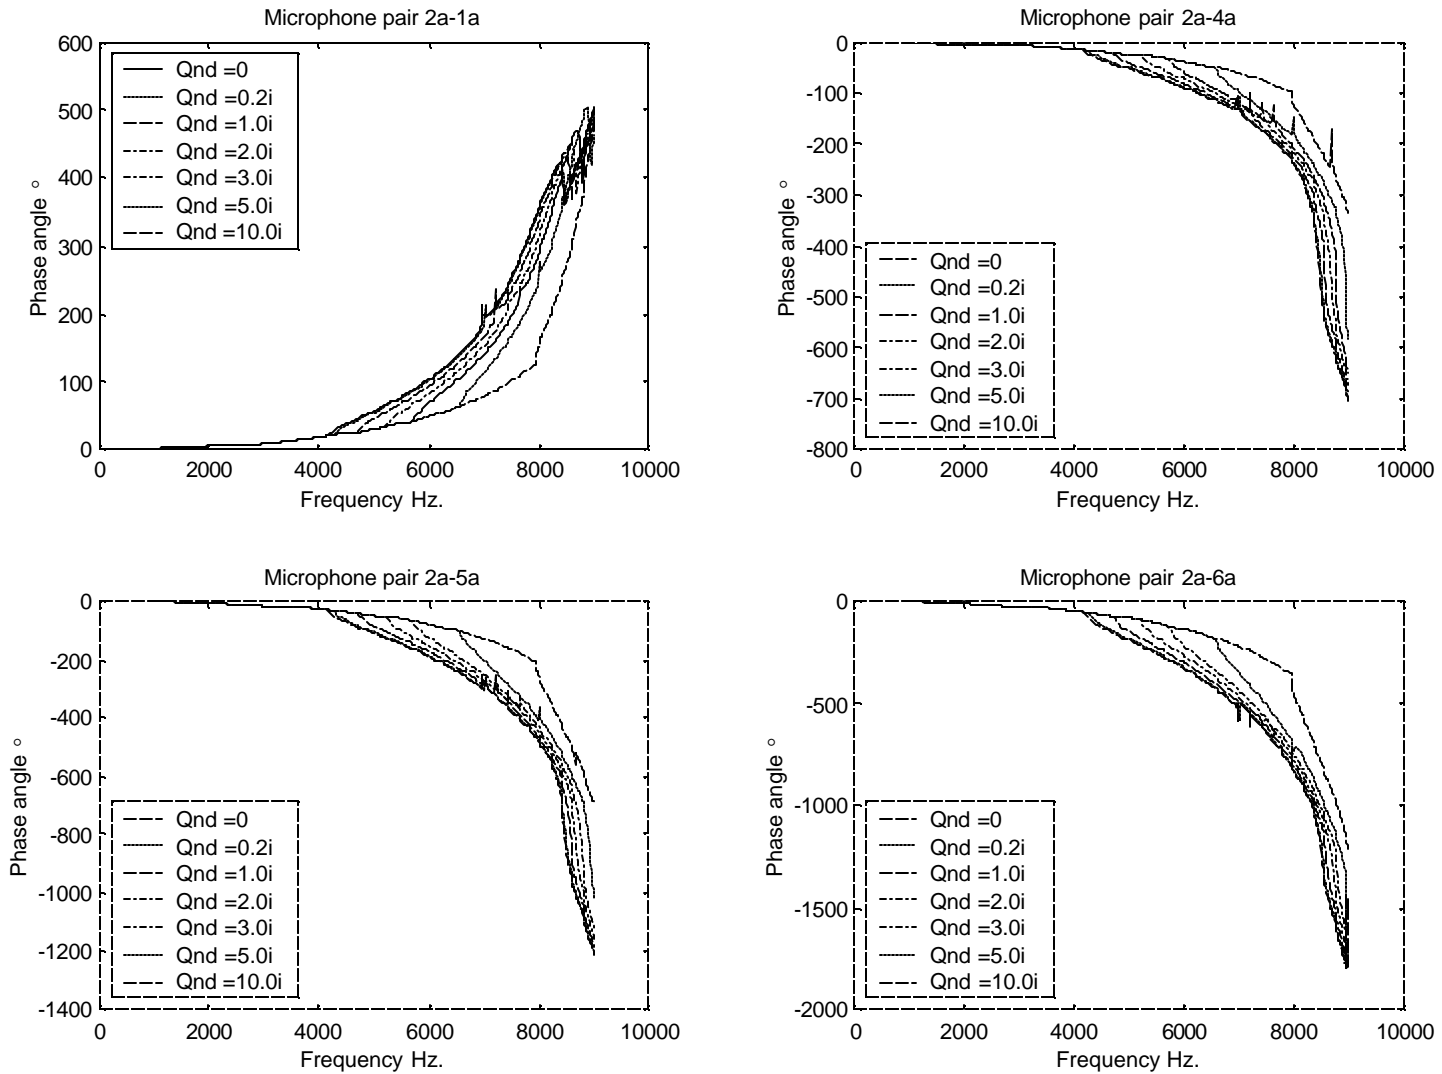 Microphone pair 2a-1a
600
500
400
300
200
100
0
Phase angle °
Qnd =0
Qnd =0.2i
Qnd =1.0i
Qnd =2.0i
Qnd =3.0i
Qnd =5.0i
Qnd =10.0i
0 2000 4000 6000 8000 10000
Frequency Hz.
Microphone pair 2a-4a
0
-100
-200
-300
-400
-500
-600
-700
-800
Phase angle °
Qnd =0
Qnd =0.2i
Qnd =1.0i
Qnd =2.0i
Qnd =3.0i
Qnd =5.0i
Qnd =10.0i
0 2000 4000 6000 8000 10000
Frequency Hz.
Microphone pair 2a-5a
0
-200
-400
-600
-800
-1000
-1200
-1400
Phase angle °
Qnd =0
Qnd =0.2i
Qnd =1.0i
Qnd =2.0i
Qnd =3.0i
Qnd =5.0i
Qnd =10.0i
0 2000 4000 6000 8000 10000
Frequency Hz.
Microphone pair 2a-6a
0
-500
-1000
-1500
-2000
Phase angle °
Qnd =0
Qnd =0.2i
Qnd =1.0i
Qnd =2.0i
Qnd =3.0i
Qnd =5.0i
Qnd =10.0i
0 2000 4000 6000 8000 10000
Frequency Hz.